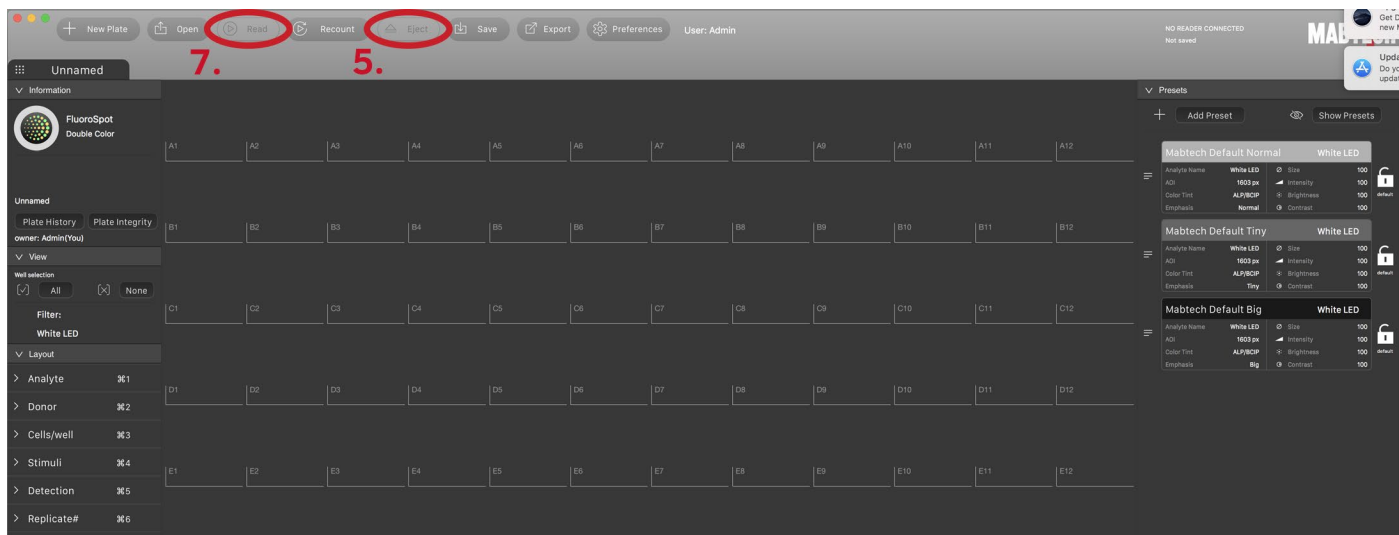 New Plate Open Read Recount Eject Save Export Preferences User: Admin
7. 5.
NO READER CONNECTED
Not saved
Get D
new
Upda
Do yo
updat
Unnamed
Information
FluoroSpot
Double Color
Unnamed
Plate History Plate Integrity
owner: Admin(You)
View
Well selection
All None
Filter:
White LED
Layout
Analyte ⌘1
Donor ⌘2
Cells/well ⌘3
Stimuli ⌘4
Detection ⌘5
Replicate# ⌘6
A1 A2 A3 A4 A5 A6 A7 A8 A9 A10 A11 A12
B1 B2 B3 B4 B5 B6 B7 B8 B9 B10 B11 B12
C1 C2 C3 C4 C5 C6 C7 C8 C9 C10 C11 C12
D1 D2 D3 D4 D5 D6 D7 D8 D9 D10 D11 D12
E1 E2 E3 E4 E5 E6 E7 E8 E9 E10 E11 E12
Presets
Add Preset Show Presets
Mabtech Default Normal White LED
Analyte Name White LED Size 100
AOI 1603 px Intensity 100
Color Tint ALP/BCIP Brightness 100
Emphasis Normal Contrast 100
default
Mabtech Default Tiny White LED
Analyte Name White LED Size 100
AOI 1603 px Intensity 100
Color Tint ALP/BCIP Brightness 100
Emphasis Tiny Contrast 100
default
Mabtech Default Big White LED
Analyte Name White LED Size 100
AOI 1603 px Intensity 100
Color Tint ALP/BCIP Brightness 100
Emphasis Big Contrast 100
default